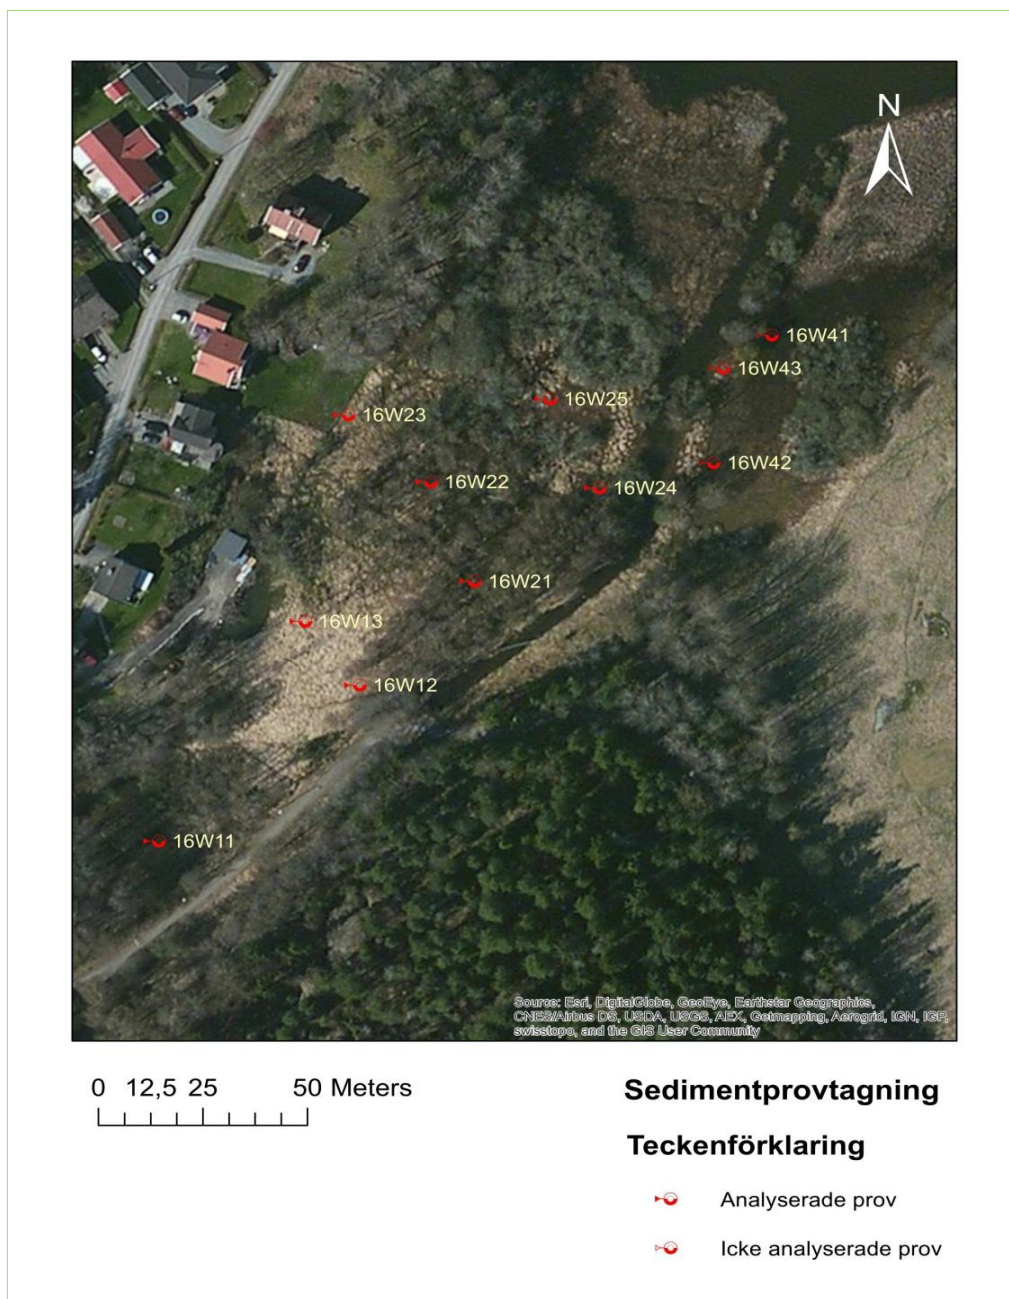 N
16W41
16W43
16W25
16W23
16W42
16W22
16W24
16W21
16W13
16W12
16W11
Source: Esri, DigitalGlobe, GeoEye, Earthstar Geographics,
CNES/Airbus DS, USDA, USGS, AEX, Getmapping, Aerogrid, IGN, IGP,
swisstopo, and the GIS User Community
0 12,5 25 50 Meters
Sedimentprovtagning
Teckenförklaring
Analyserade prov
Icke analyserade prov